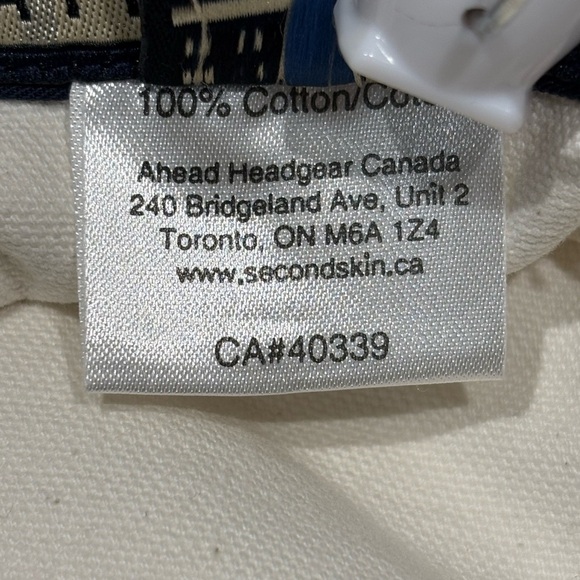 100% Cotton/Coto
Ahead Headgear Canada
240 Bridgeland Ave, Unit 2
Toronto, ON M6A 1Z4
www.secondskin.ca
CA#40339